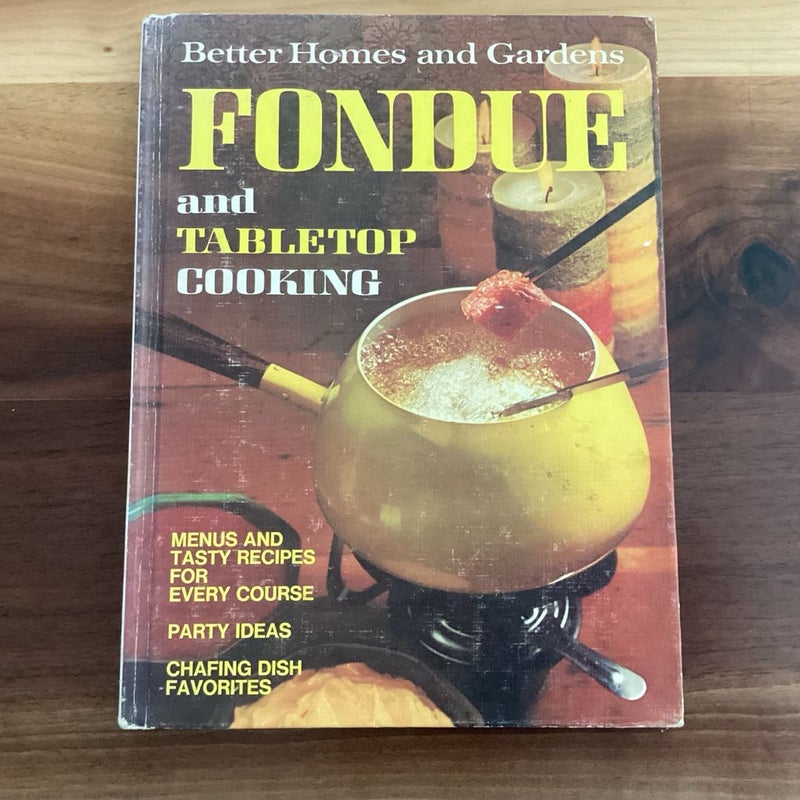 Better Homes and Gardens
FONDUE
and
TABLETOP
COOKING
MENUS AND
TASTY RECIPES
FOR
EVERY COURSE
PARTY IDEAS
CHAFING DISH
FAVORITES